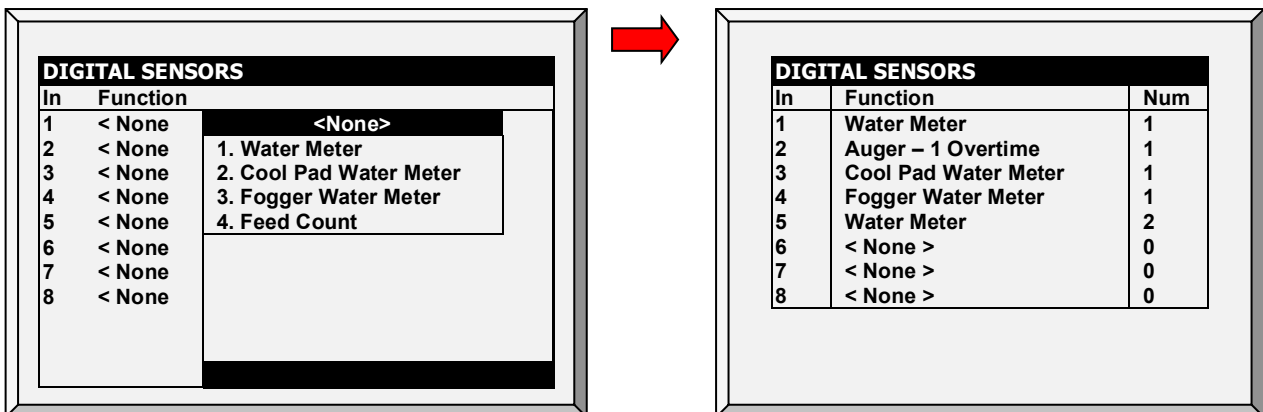 DIGITAL SENSORS
In Function
1 < None <None>
2 < None 1. Water Meter
3 < None 2. Cool Pad Water Meter
4 < None 3. Fogger Water Meter
5 < None 4. Feed Count
6 < None
7 < None
8 < None
DIGITAL SENSORS
In Function Num
1 Water Meter 1
2 Auger – 1 Overtime 1
3 Cool Pad Water Meter 1
4 Fogger Water Meter 1
5 Water Meter 2
6 < None > 0
7 < None > 0
8 < None > 0